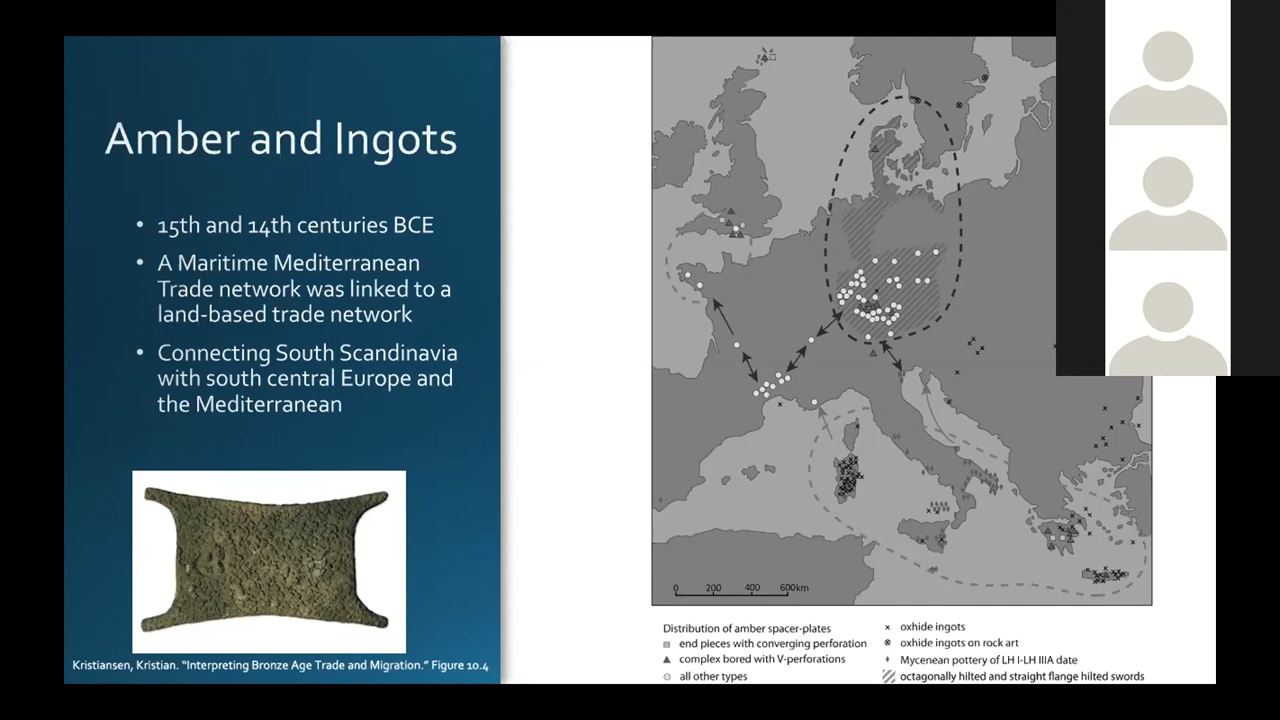 Amber and Ingots
• 15th and 14th centuries BCE
• A Maritime Mediterranean
Trade network was linked to a
land-based trade network
• Connecting South Scandinavia
with south central Europe and
the Mediterranean
Kristiansen, Kristian. “Interpreting Bronze Age Trade and Migration.” Figure 10.4
0 200 400 600km
Distribution of amber spacer-plates
end pieces with converging perforation
complex bored with V-perforations
all other types
oxhide ingots
oxhide ingots on rock art
Mycenean pottery of LH I-LH IIIA date
octagonally hilted and straight flange hilted swords